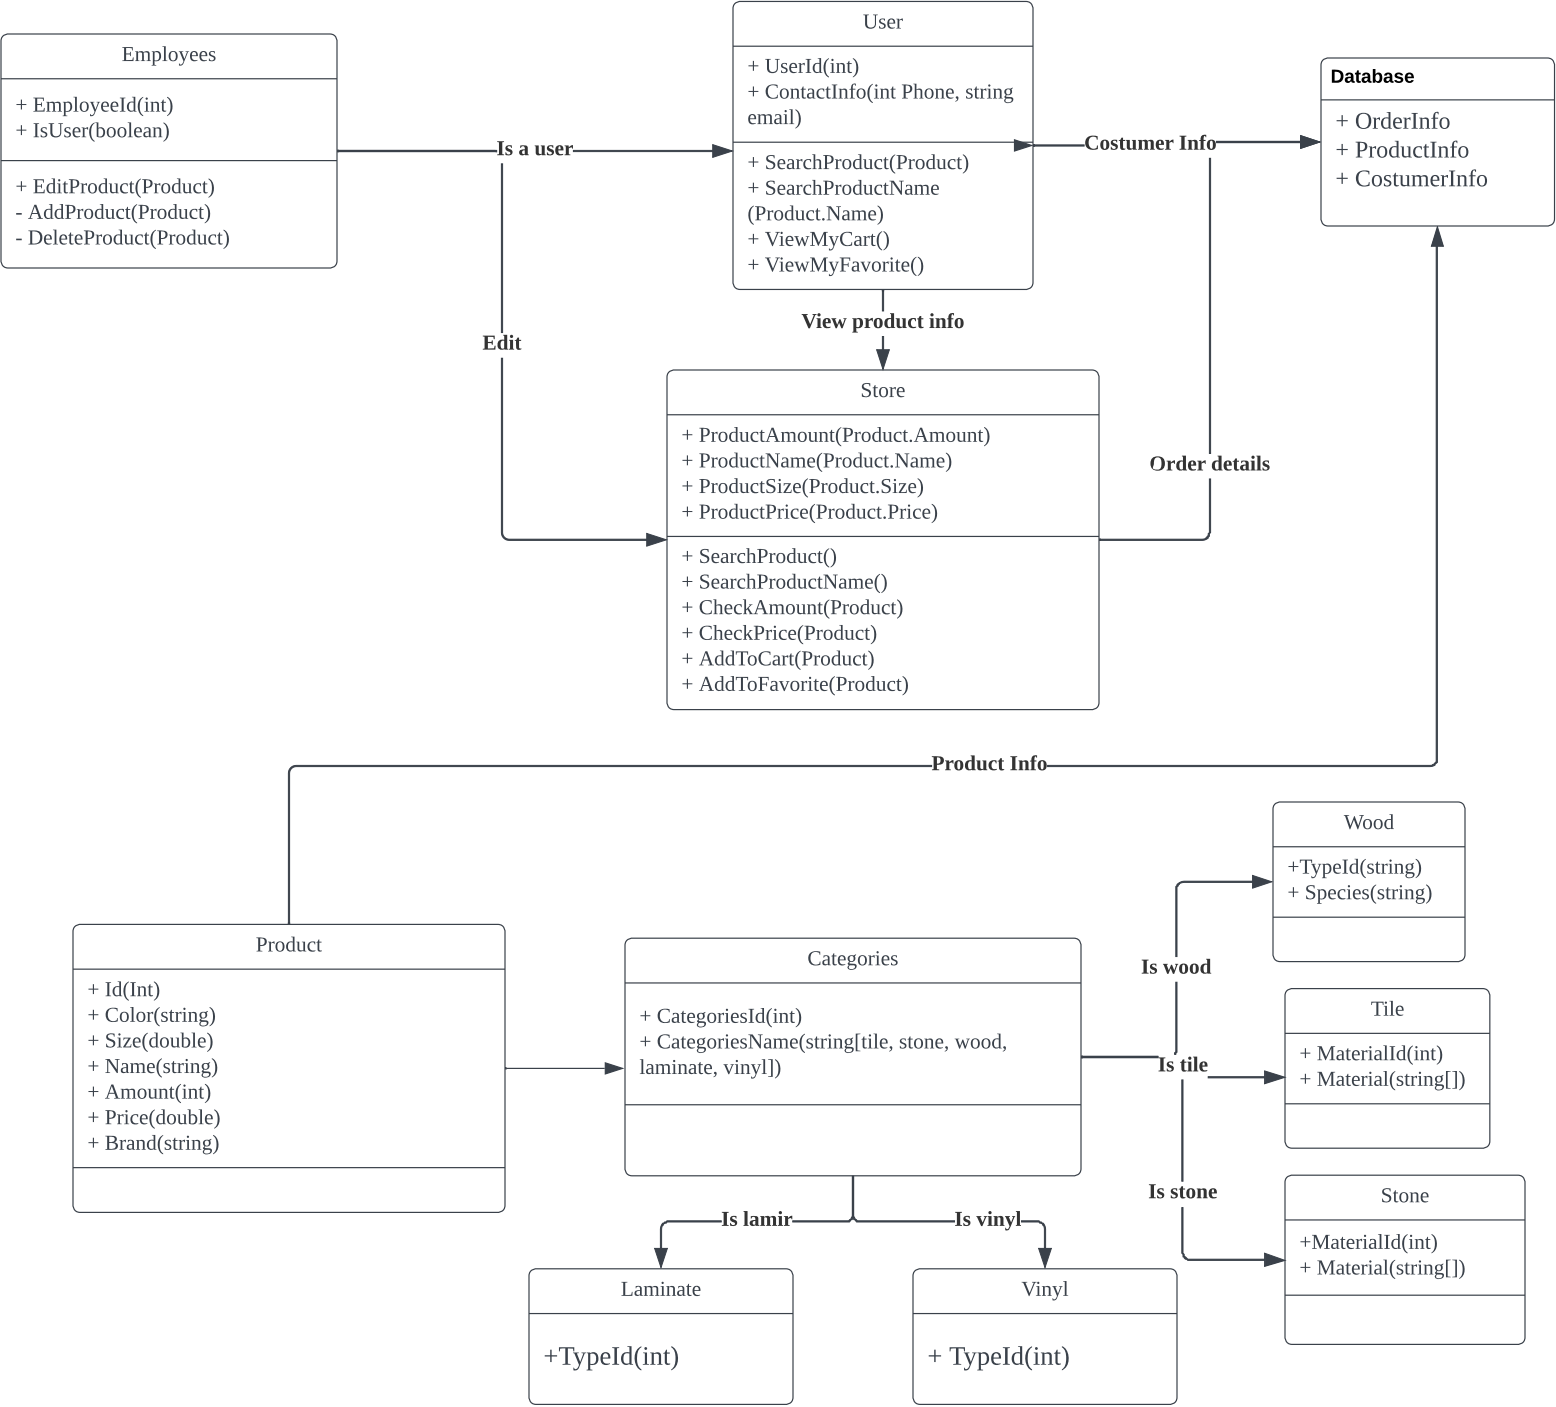 Employees
+ EmployeeId(int)
+ IsUser(boolean)
+ EditProduct(Product)
- AddProduct(Product)
- DeleteProduct(Product)
Is a user
Edit
User
+ UserId(int)
+ ContactInfo(int Phone, string
email)
+ SearchProduct(Product)
+ SearchProductName
(Product.Name)
+ ViewMyCart()
+ ViewMyFavorite()
Costumer Info
Database
+ OrderInfo
+ ProductInfo
+ CostumerInfo
View product info
Store
+ ProductAmount(Product.Amount)
+ ProductName(Product.Name)
+ ProductSize(Product.Size)
+ ProductPrice(Product.Price)
+ SearchProduct()
+ SearchProductName()
+ CheckAmount(Product)
+ CheckPrice(Product)
+ AddToCart(Product)
+ AddToFavorite(Product)
Order details
Product Info
Product
+ Id(Int)
+ Color(string)
+ Size(double)
+ Name(string)
+ Amount(int)
+ Price(double)
+ Brand(string)
Categories
+ CategoriesId(int)
+ CategoriesName(string[tile, stone, wood,
laminate, vinyl])
Is wood
Is tile
Is stone
Wood
+TypeId(string)
+ Species(string)
Tile
+ MaterialId(int)
+ Material(string[])
Stone
+MaterialId(int)
+ Material(string[])
Is lamir
Is vinyl
Laminate
+TypeId(int)
Vinyl
+ TypeId(int)